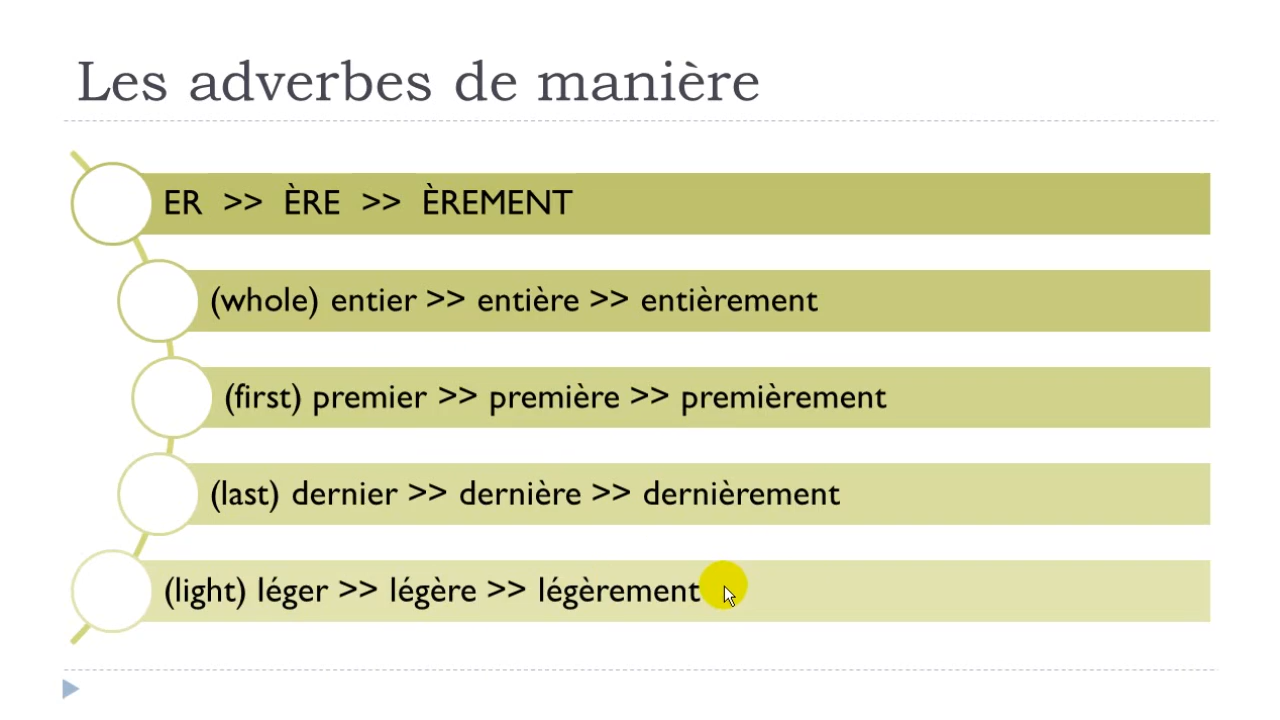 Les adverbes de manière
ER >> ÈRE >> ÈREMENT
(whole) entier >> entière >> entièrement
(first) premier >> première >> premièrement
(last) dernier >> dernière >> dernièrement
(light) léger >> légère >> légèrement